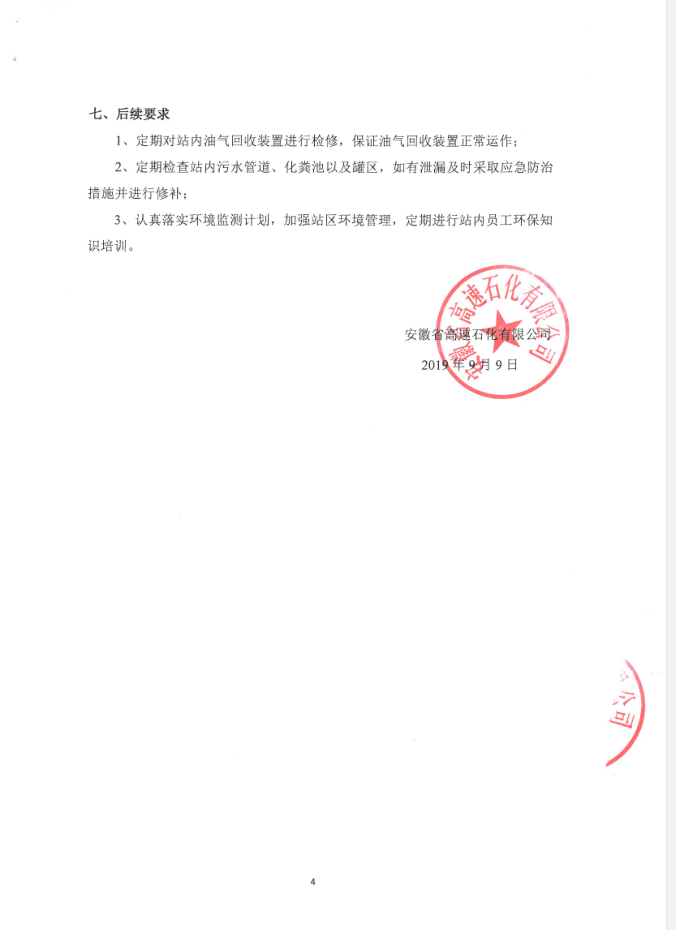 七、后续要求
1、定期对站内油气回收装置进行检修，保证油气回收装置正常运作；
2、定期检查站内污水管道、化粪池以及罐区，如有泄漏及时采取应急防治
措施并进行修补；
3、认真落实环境监测计划，加强站区环境管理，定期进行站内员工环保知
识培训。
安徽省高速石化有限公司
安徽省高速石化有限公司
2019 年 9 月 9 日
公司
4